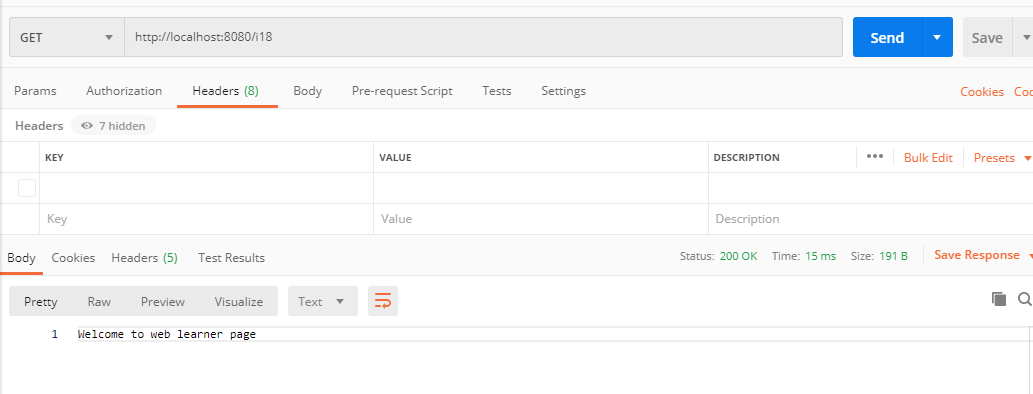 GET http://localhost:8080/i18 Send Save
Params Authorization Headers (8) Body Pre-request Script Tests Settings Cookies
Headers 7 hidden
KEY VALUE DESCRIPTION ••• Bulk Edit Presets
Key Value Description
Body Cookies Headers (5) Test Results Status: 200 OK Time: 15 ms Size: 191 B Save Response
Pretty Raw Preview Visualize Text
1 Welcome to web learner page